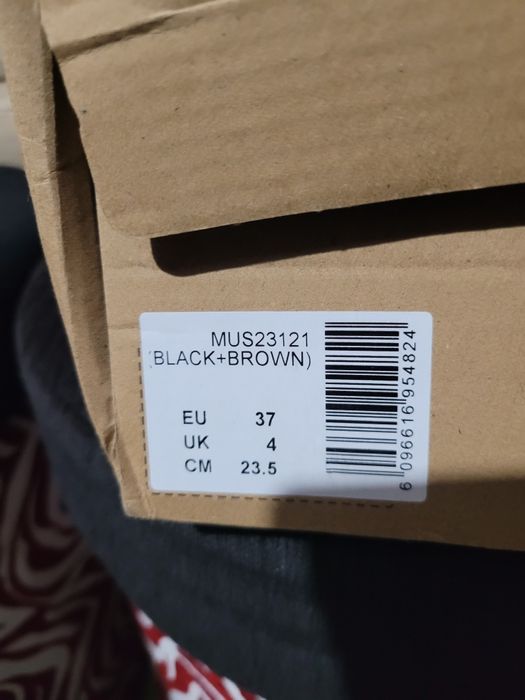 MUS23121
(BLACK+BROWN)
EU 37
UK 4
CM 23.5
6 096616 954824